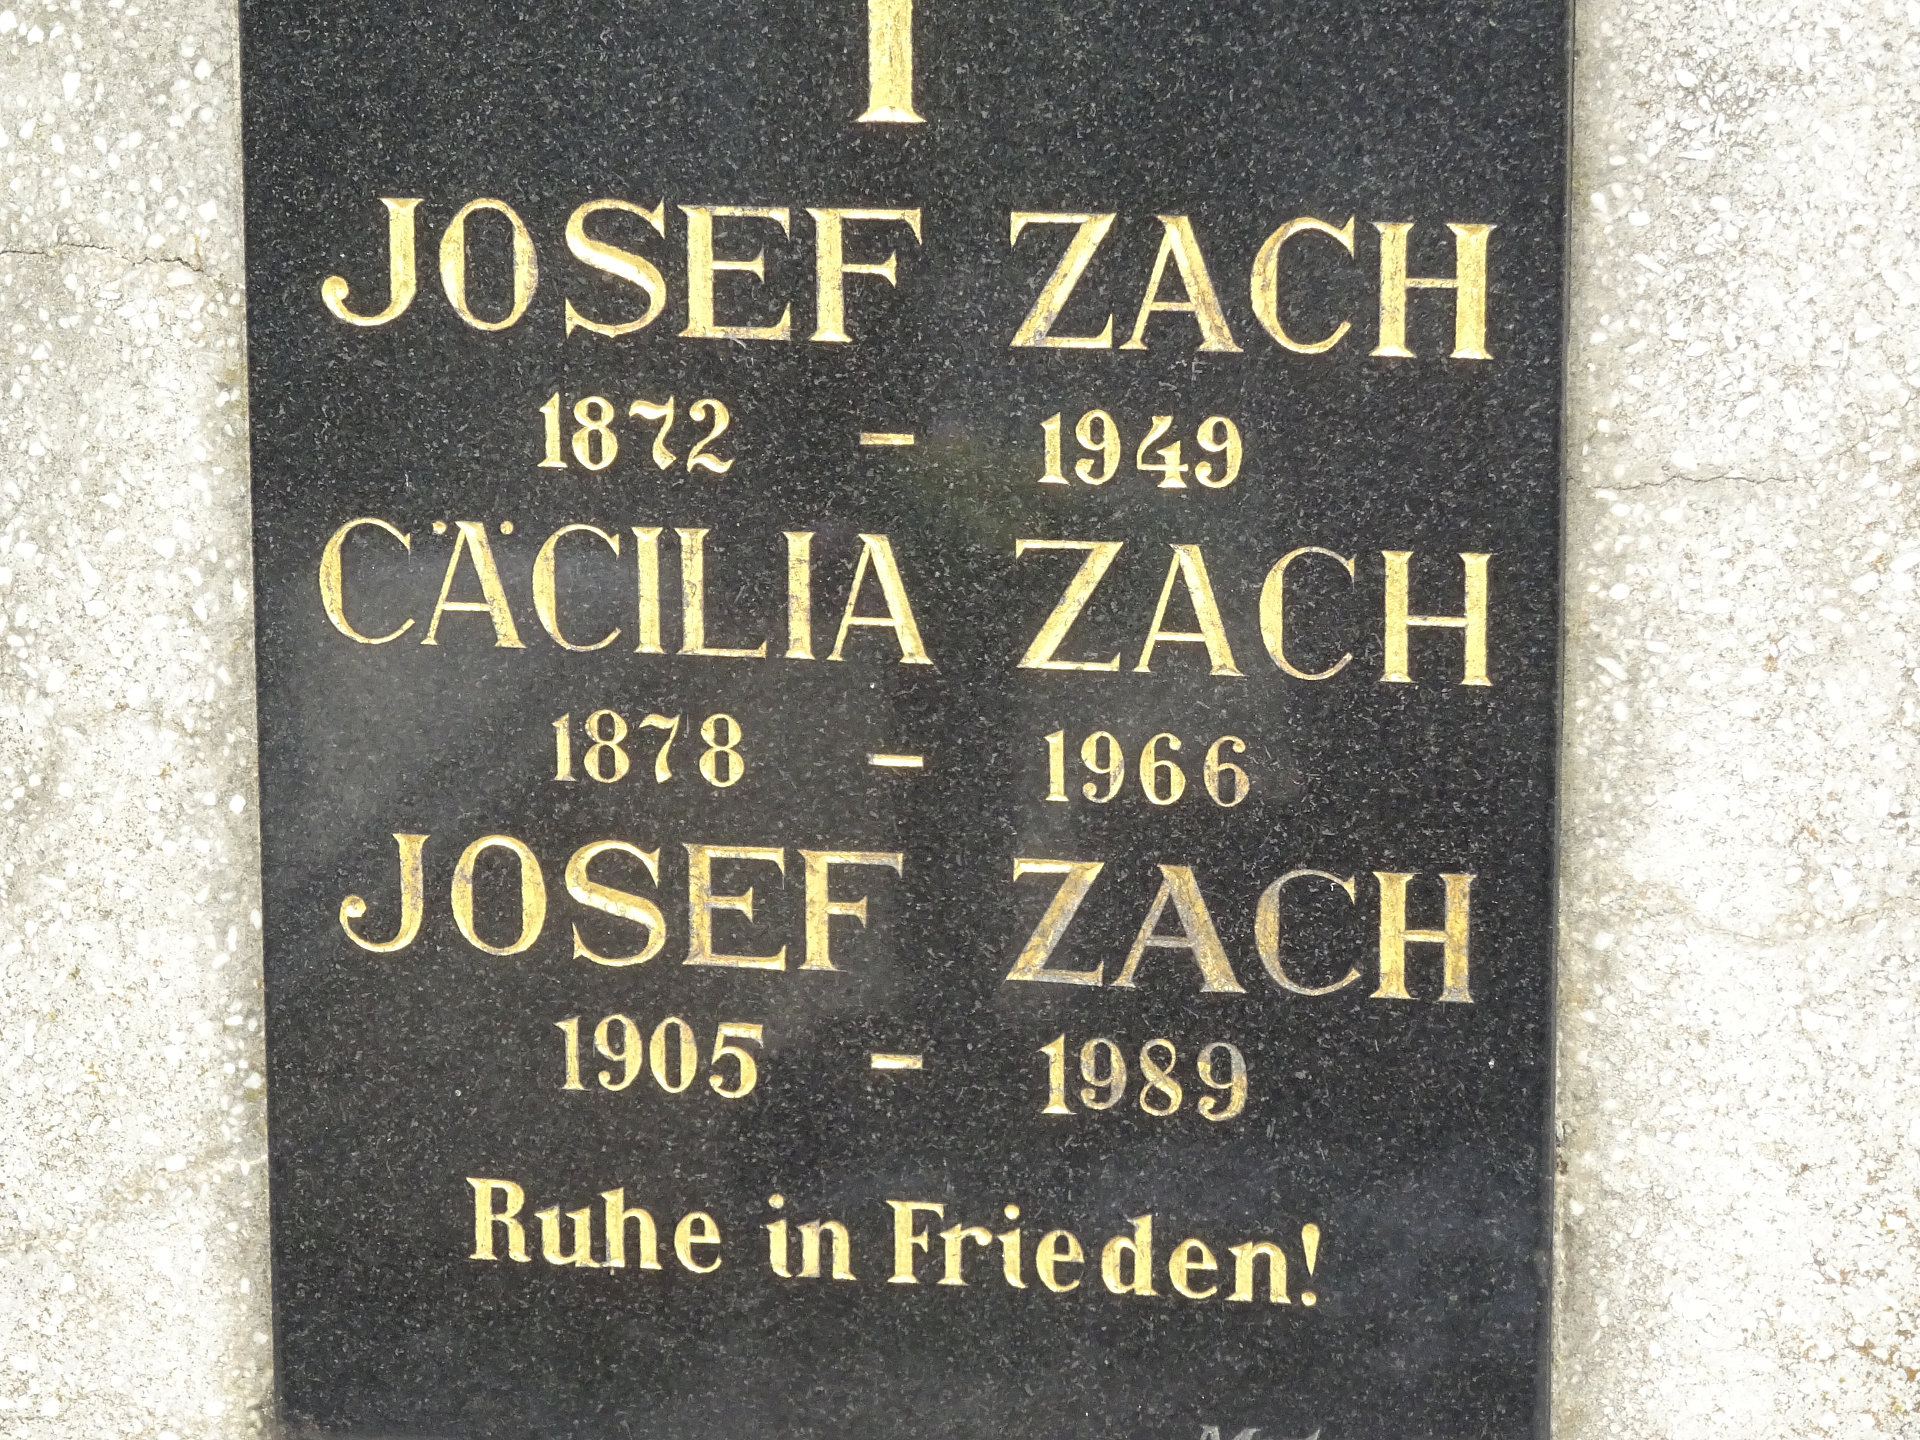 JOSEF ZACH
1872 - 1949
CÄCILIA ZACH
1878 - 1966
JOSEF ZACH
1905 - 1989
Ruhe in Frieden!